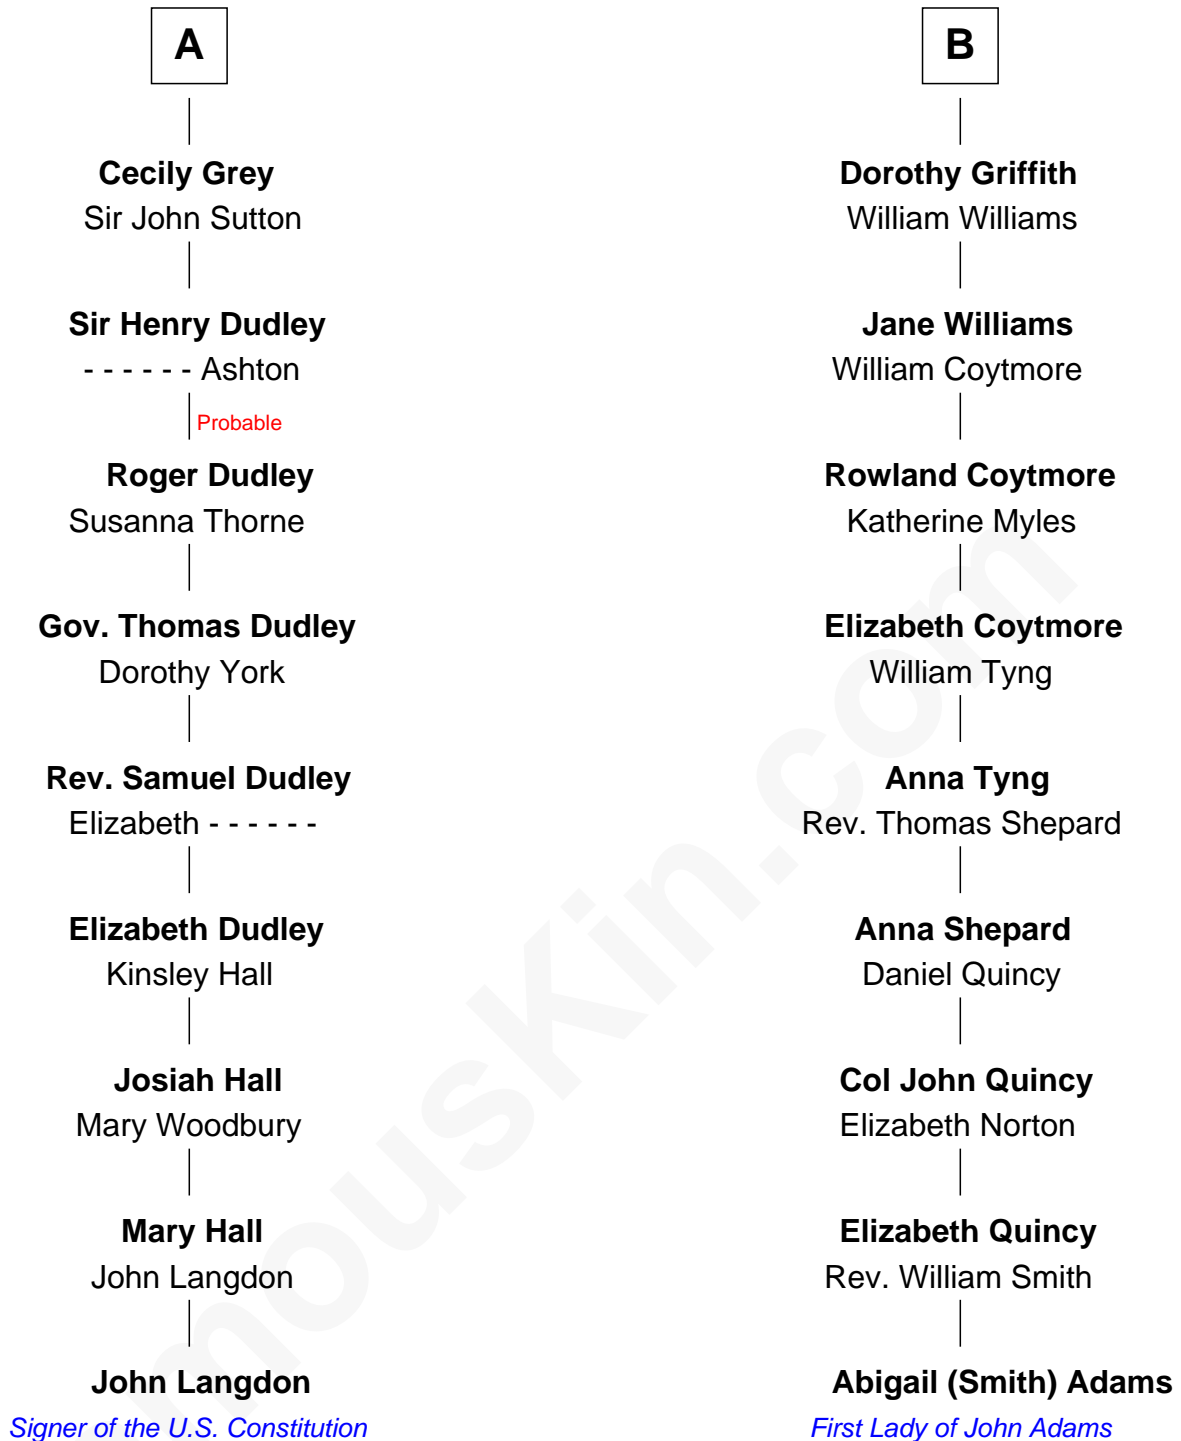 A
Cecily Grey
Sir John Sutton
Sir Henry Dudley
- - - - - - Ashton
Probable
Roger Dudley
Susanna Thorne
Gov. Thomas Dudley
Dorothy York
Rev. Samuel Dudley
Elizabeth - - - - - -
Elizabeth Dudley
Kinsley Hall
Josiah Hall
Mary Woodbury
Mary Hall
John Langdon
John Langdon
Signer of the U.S. Constitution
B
Dorothy Griffith
William Williams
Jane Williams
William Coytmore
Rowland Coytmore
Katherine Myles
Elizabeth Coytmore
William Tyng
Anna Tyng
Rev. Thomas Shepard
Anna Shepard
Daniel Quincy
Col John Quincy
Elizabeth Norton
Elizabeth Quincy
Rev. William Smith
Abigail (Smith) Adams
First Lady of John Adams
mousKin.com